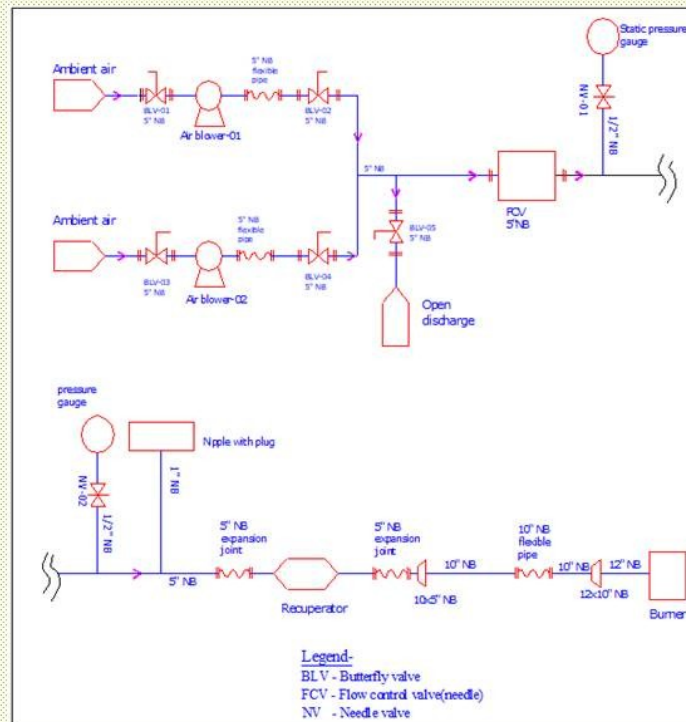 Static pressure
gauge
NV-01
1/2" NB
Ambient air
5" NB
flexible
pipe
BLV-01
5" NB
Air blower-01
BLV-02
5" NB
5" NB
FCV
5"NB
Ambient air
5" NB
flexible
pipe
BLV-03
5" NB
Air blower-02
BLV-04
5" NB
BLV-05
5" NB
Open
discharge
pressure
gauge
NV-02
1/2" NB
Nipple with plug
1" NB
5" NB
5" NB
expansion
joint
Recuperator
5" NB
expansion
joint
10x5" NB
10" NB
10" NB
flexible
pipe
10" NB
12x10" NB
12" NB
Burner
Legend-
BLV - Butterfly valve
FCV - Flow control valve(needle)
NV - Needle valve